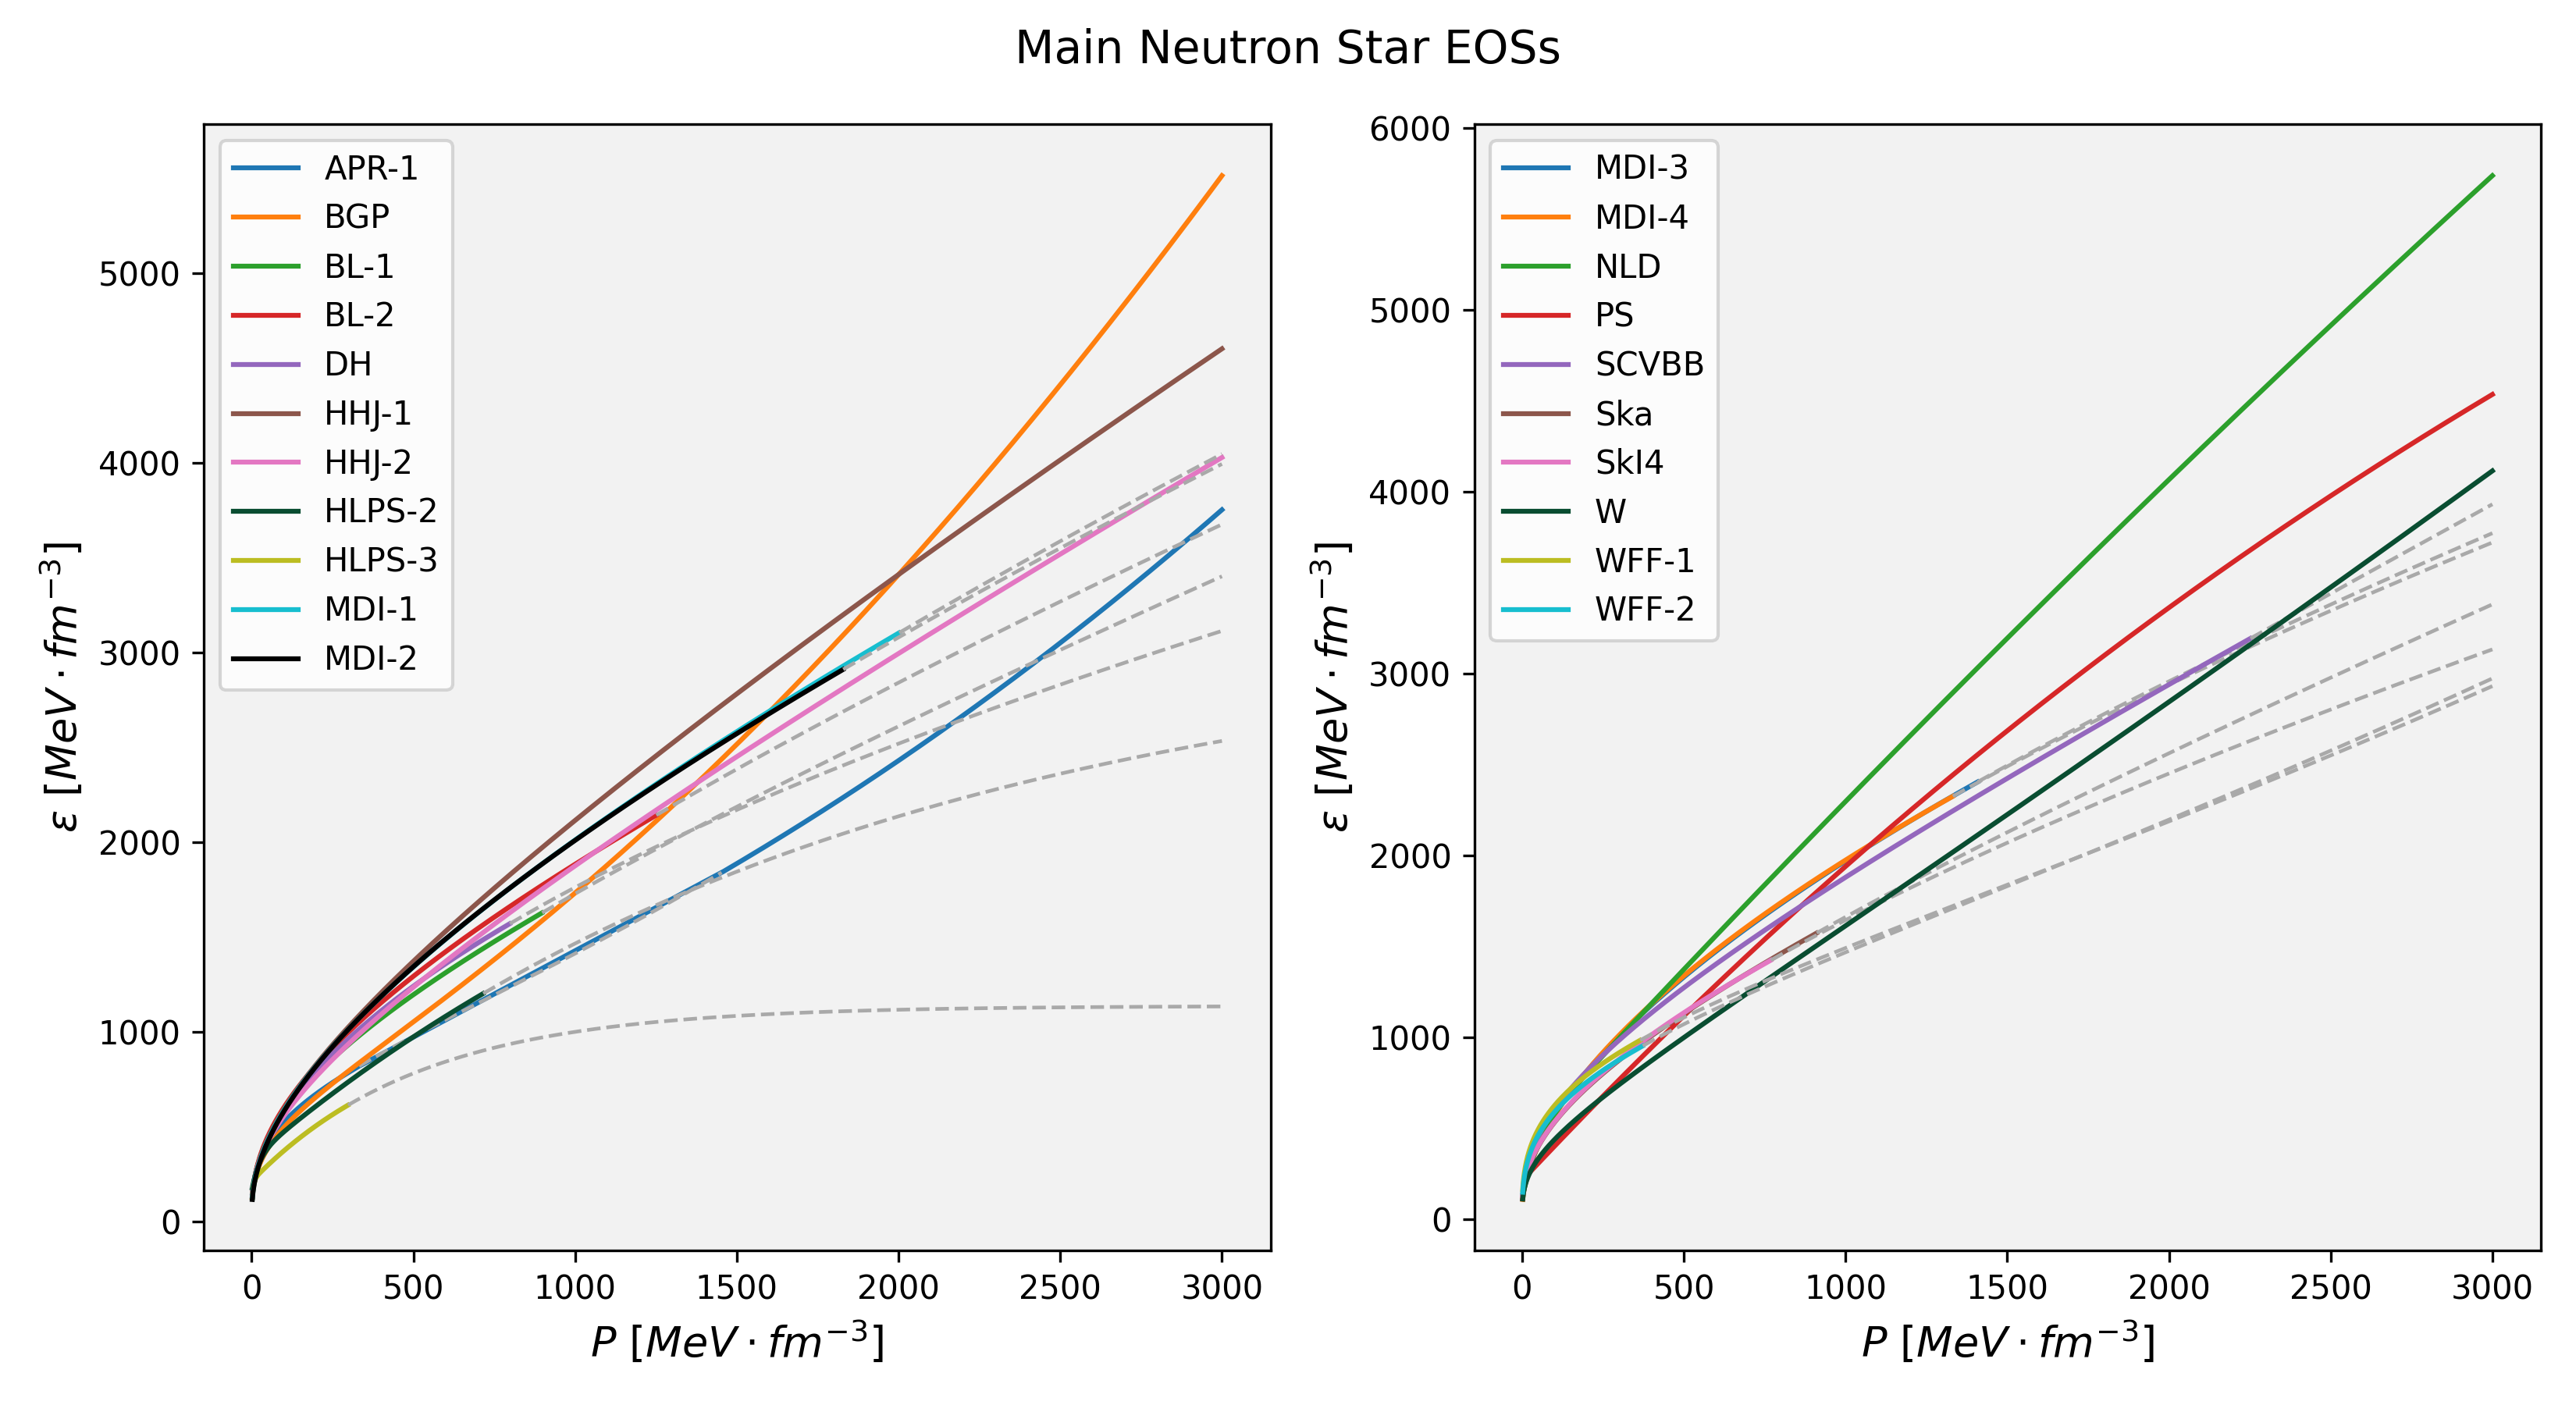 Main Neutron Star EOSs
ε [MeV · fm⁻³]
5000
4000
3000
2000
1000
0
APR-1
BGP
BL-1
BL-2
DH
HHJ-1
HHJ-2
HLPS-2
HLPS-3
MDI-1
MDI-2
0 500 1000 1500 2000 2500 3000
P [MeV · fm⁻³]
ε [MeV · fm⁻³]
6000
5000
4000
3000
2000
1000
0
MDI-3
MDI-4
NLD
PS
SCVBB
Ska
SkI4
W
WFF-1
WFF-2
0 500 1000 1500 2000 2500 3000
P [MeV · fm⁻³]